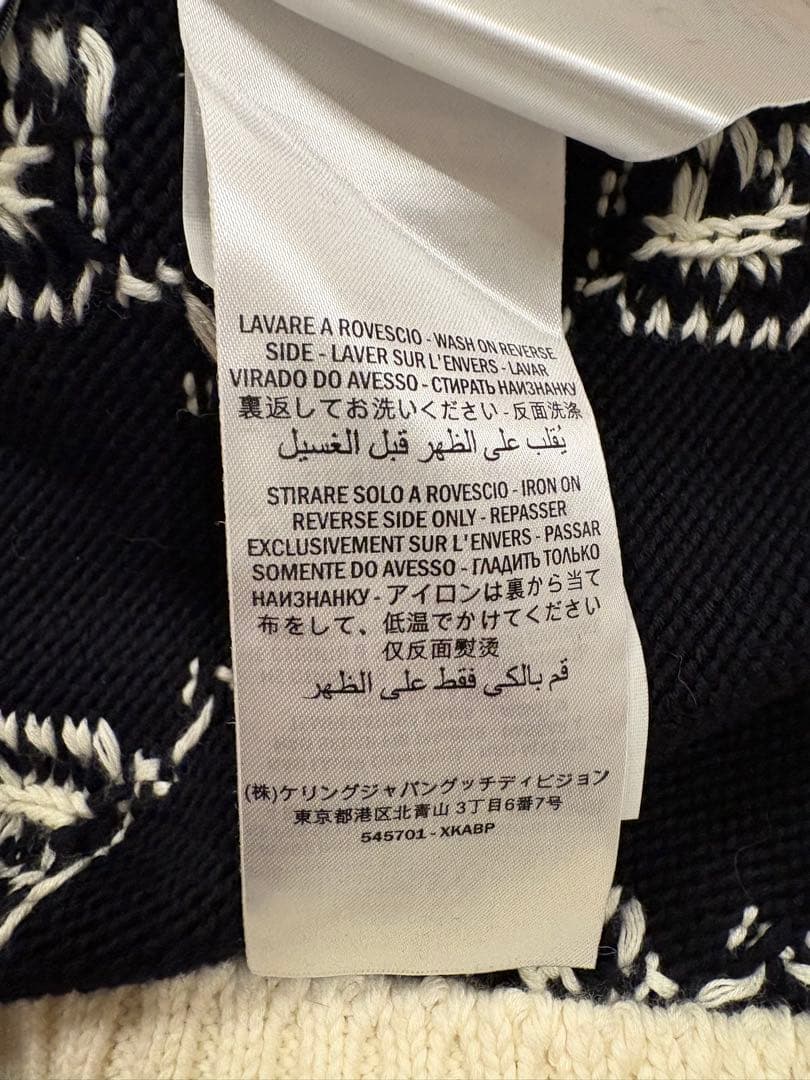 LAVARE A ROVESCIO - WASH ON REVERSE
SIDE - LAVER SUR L'ENVERS - LAVAR
VIRADO DO AVESSO - СТИРАТЬ НАИЗНАНКУ
裏返してお洗いください - 反面洗涤
يُقلب على الظهر قبل الغسيل
STIRARE SOLO A ROVESCIO - IRON ON
REVERSE SIDE ONLY - REPASSER
EXCLUSIVEMENT SUR L'ENVERS - PASSAR
SOMENTE DO AVESSO - ГЛАДИТЬ ТОЛЬКО
НАИЗНАНКУ - アイロンは裏から当て
布をして、低温でかけてください
仅反面熨烫
قم بالكي فقط على الظهر
(株)ケリングジャパングッチディビジョン
東京都港区北青山 3丁目6番7号
545701 - XKABP